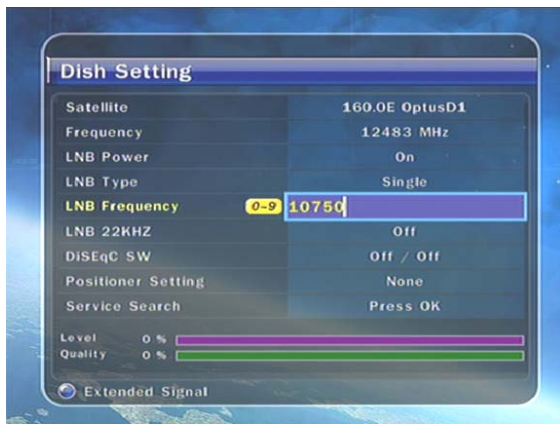 Dish Setting
Satellite 160.0E OptusD1
Frequency 12483 MHz
LNB Power On
LNB Type Single
LNB Frequency 0-9 10750
LNB 22KHZ Off
DiSEqC SW Off / Off
Positioner Setting None
Service Search Press OK
Level 0 %
Quality 0 %
Extended Signal